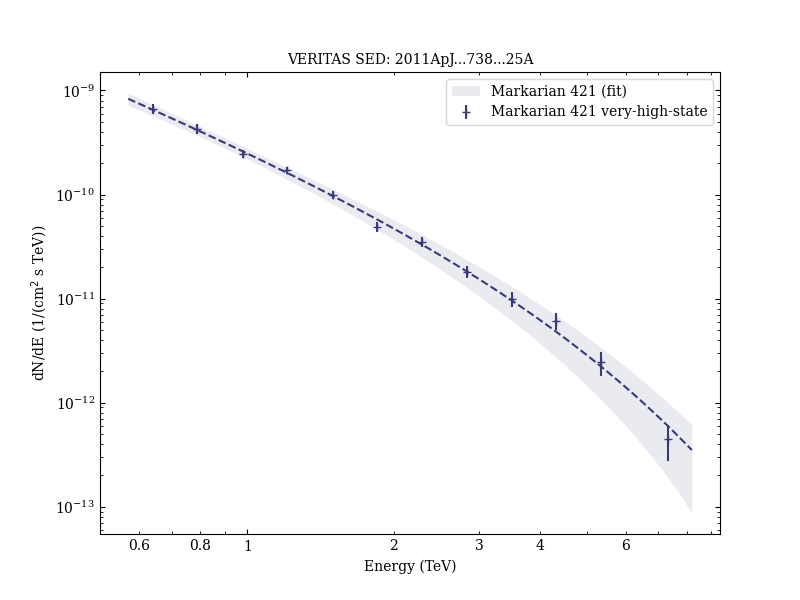 VERITAS SED: 2011ApJ...738...25A
Markarian 421 (fit)
Markarian 421 very-high-state
dN/dE (1/(cm² s TeV))
10⁻⁹
10⁻¹⁰
10⁻¹¹
10⁻¹²
10⁻¹³
0.6 0.8 1 2 3 4 6
Energy (TeV)